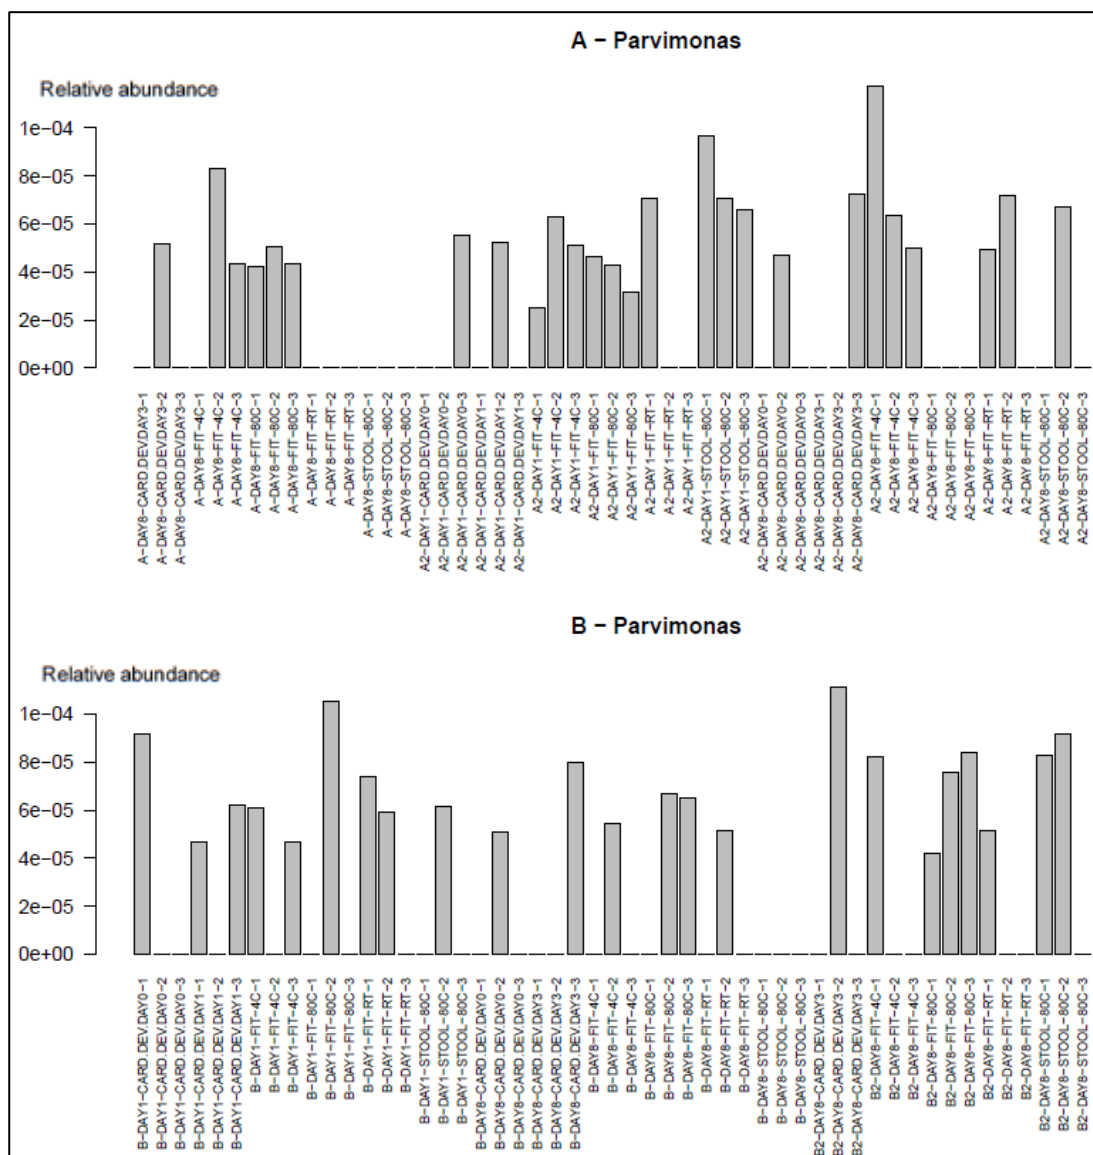 A − Parvimonas
Relative abundance
1e−04
8e−05
6e−05
4e−05
2e−05
0e+00
A−DAY8−CARD.DEV.DAY3−1
A−DAY8−CARD.DEV.DAY3−2
A−DAY8−CARD.DEV.DAY3−3
A−DAY8−FIT−4C−1
A−DAY8−FIT−4C−2
A−DAY8−FIT−4C−3
A−DAY8−FIT−80C−1
A−DAY8−FIT−80C−2
A−DAY8−FIT−80C−3
A−DAY8−FIT−RT−1
A−DAY8−FIT−RT−2
A−DAY8−FIT−RT−3
A−DAY8−STOOL−80C−1
A−DAY8−STOOL−80C−2
A−DAY8−STOOL−80C−3
A2−DAY1−CARD.DEV.DAY0−1
A2−DAY1−CARD.DEV.DAY0−2
A2−DAY1−CARD.DEV.DAY0−3
A2−DAY1−CARD.DEV.DAY1−1
A2−DAY1−CARD.DEV.DAY1−2
A2−DAY1−CARD.DEV.DAY1−3
A2−DAY1−FIT−4C−1
A2−DAY1−FIT−4C−2
A2−DAY1−FIT−4C−3
A2−DAY1−FIT−80C−1
A2−DAY1−FIT−80C−2
A2−DAY1−FIT−80C−3
A2−DAY1−FIT−RT−1
A2−DAY1−FIT−RT−2
A2−DAY1−FIT−RT−3
A2−DAY1−STOOL−80C−1
A2−DAY1−STOOL−80C−2
A2−DAY1−STOOL−80C−3
A2−DAY8−CARD.DEV.DAY0−1
A2−DAY8−CARD.DEV.DAY0−2
A2−DAY8−CARD.DEV.DAY0−3
A2−DAY8−CARD.DEV.DAY3−1
A2−DAY8−CARD.DEV.DAY3−2
A2−DAY8−CARD.DEV.DAY3−3
A2−DAY8−FIT−4C−1
A2−DAY8−FIT−4C−2
A2−DAY8−FIT−4C−3
A2−DAY8−FIT−80C−1
A2−DAY8−FIT−80C−2
A2−DAY8−FIT−80C−3
A2−DAY8−FIT−RT−1
A2−DAY8−FIT−RT−2
A2−DAY8−FIT−RT−3
A2−DAY8−STOOL−80C−1
A2−DAY8−STOOL−80C−2
A2−DAY8−STOOL−80C−3
B − Parvimonas
Relative abundance
1e−04
8e−05
6e−05
4e−05
2e−05
0e+00
B−DAY1−CARD.DEV.DAY0−1
B−DAY1−CARD.DEV.DAY0−2
B−DAY1−CARD.DEV.DAY0−3
B−DAY1−CARD.DEV.DAY1−1
B−DAY1−CARD.DEV.DAY1−2
B−DAY1−CARD.DEV.DAY1−3
B−DAY1−FIT−4C−1
B−DAY1−FIT−4C−2
B−DAY1−FIT−4C−3
B−DAY1−FIT−80C−1
B−DAY1−FIT−80C−2
B−DAY1−FIT−80C−3
B−DAY1−FIT−RT−1
B−DAY1−FIT−RT−2
B−DAY1−FIT−RT−3
B−DAY1−STOOL−80C−1
B−DAY1−STOOL−80C−2
B−DAY1−STOOL−80C−3
B−DAY8−CARD.DEV.DAY0−1
B−DAY8−CARD.DEV.DAY0−2
B−DAY8−CARD.DEV.DAY0−3
B−DAY8−CARD.DEV.DAY3−1
B−DAY8−CARD.DEV.DAY3−2
B−DAY8−CARD.DEV.DAY3−3
B−DAY8−FIT−4C−1
B−DAY8−FIT−4C−2
B−DAY8−FIT−4C−3
B−DAY8−FIT−80C−1
B−DAY8−FIT−80C−2
B−DAY8−FIT−80C−3
B−DAY8−FIT−RT−1
B−DAY8−FIT−RT−2
B−DAY8−FIT−RT−3
B−DAY8−STOOL−80C−1
B−DAY8−STOOL−80C−2
B−DAY8−STOOL−80C−3
B2−DAY8−CARD.DEV.DAY3−1
B2−DAY8−CARD.DEV.DAY3−2
B2−DAY8−CARD.DEV.DAY3−3
B2−DAY8−FIT−4C−1
B2−DAY8−FIT−4C−2
B2−DAY8−FIT−4C−3
B2−DAY8−FIT−80C−1
B2−DAY8−FIT−80C−2
B2−DAY8−FIT−80C−3
B2−DAY8−FIT−RT−1
B2−DAY8−FIT−RT−2
B2−DAY8−FIT−RT−3
B2−DAY8−STOOL−80C−1
B2−DAY8−STOOL−80C−2
B2−DAY8−STOOL−80C−3